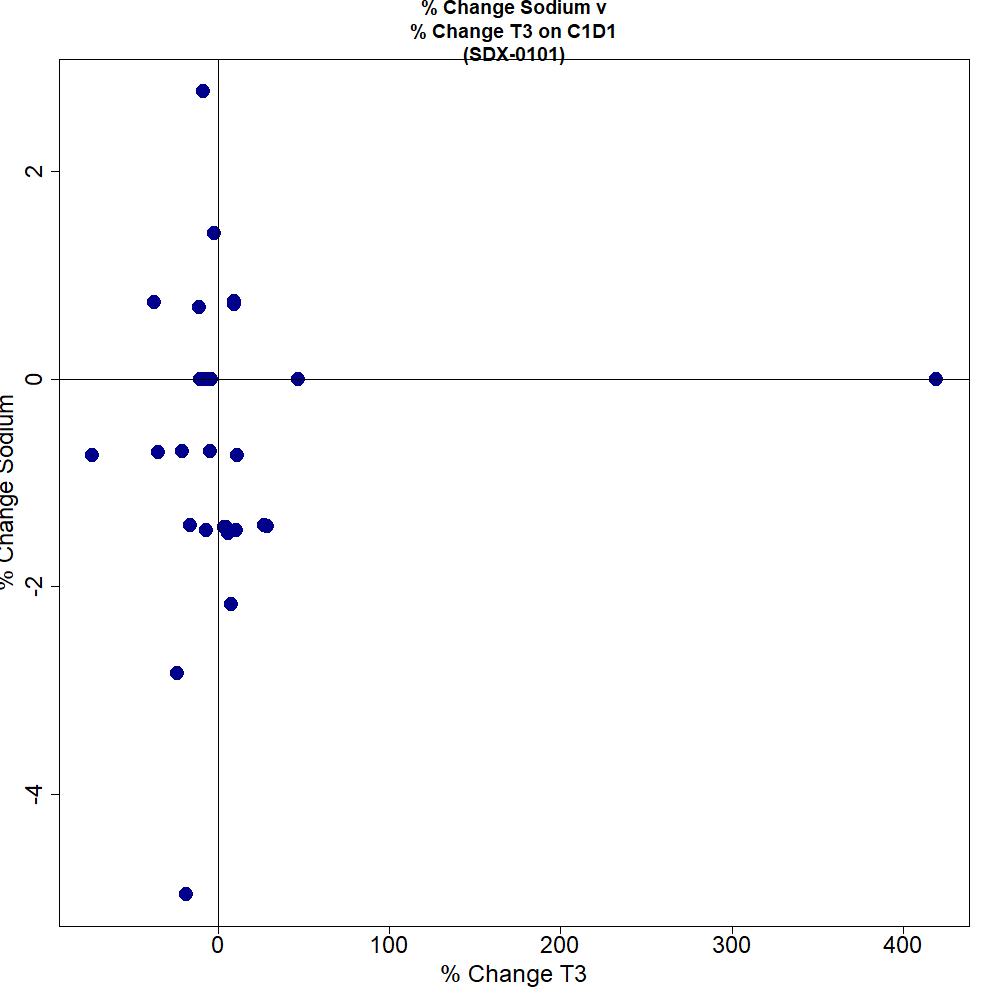 % Change Sodium v
% Change T3 on C1D1
(SDX-0101)
% Change Sodium
2
0
-2
-4
0 100 200 300 400
% Change T3